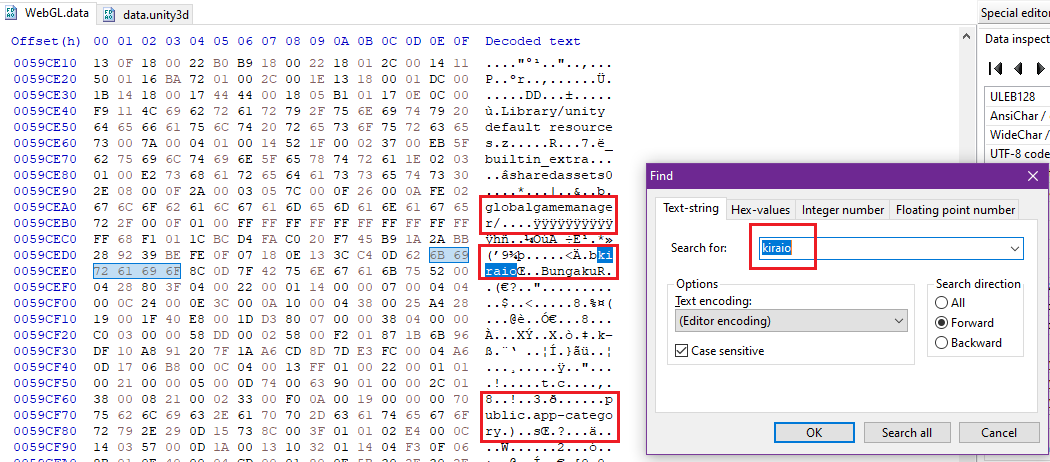 WebGL.data
data.unity3d
Special editor
Offset(h) 00 01 02 03 04 05 06 07 08 09 0A 0B 0C 0D 0E 0F Decoded text
0059CE10 13 0F 18 00 22 B0 B9 18 00 22 18 01 2C 00 14 11 ...."°¹.."..,...
0059CE20 50 01 16 BA 72 01 00 2C 00 1E 13 18 00 01 DC 00 P..ºr..,......Ü.
0059CE30 1B 14 18 00 17 44 44 00 18 05 B1 01 17 0E 0C 00 .....DD...±.....
0059CE40 F9 11 4C 69 62 72 61 72 79 2F 75 6E 69 74 79 20 ù.Library/unity
0059CE50 64 65 66 61 75 6C 74 20 72 65 73 6F 75 72 63 65 default resource
0059CE60 73 00 7A 00 04 01 00 14 52 1F 00 02 37 00 EB 5F s.z.....R...7.ë_
0059CE70 62 75 69 6C 74 69 6E 5F 65 78 74 72 61 1E 02 03 builtin_extra...
0059CE80 01 00 E2 73 68 61 72 65 64 61 73 73 65 74 73 30 ..âsharedassets0
0059CE90 2E 08 00 0F 2A 00 03 05 7C 00 0F 26 00 0A FE 02
0059CEA0 67 6C 6F 62 61 6C 67 61 6D 65 6D 61 6E 61 67 65 globalgamemanage
0059CEB0 72 2F 00 0F 01 00 FF FF FF FF FF FF FF FF FF FF r/....ÿÿÿÿÿÿÿÿÿÿ
0059CEC0 FF 68 F1 01 1C BC D4 FA C0 20 F7 45 B9 1A 2A BB
0059CED0 28 92 39 BE FE 0F 07 0E 13 3C C4 0D 62 6B 69
0059CEE0 72 61 69 6F 8C 0D 7F 42 75 6E 67 61 6B 75 52 00 raioŒ..BungakuR.
0059CEF0 04 28 80 3F 04 00 22 00 01 14 00 00 07 00 04 04 .(€?..".........
0059CF00 00 0C 24 00 0E 3C 00 0A 10 00 04 38 00 25 A4 28 ..$..<.....8.%¤(
0059CF10 19 00 1F 40 E8 00 1D D3 80 07 00 00 38 04 00 00 ...@è..Ó€...8...
0059CF20 C0 03 00 00 58 DD 00 02 58 00 F2 01 87 1B 6B 96 À...XÝ..X.ò.‡.k–
0059CF30 DF 10 A8 91 20 7F 1A A6 CD 8D 7D E3 FC 00 04 A6
0059CF40 0D 17 06 B8 00 0C 04 00 13 FF 01 00 22 00 01 01
0059CF50 00 21 00 00 05 00 0D 74 00 63 90 01 00 00 2C 01 .!.....t.c....,.
0059CF60 38 00 08 21 00 02 33 00 F0 0A 00 19 00 00 00 70 8..!..3.ð......p
0059CF70 75 62 6C 69 63 2E 61 70 70 2D 63 61 74 65 67 6F ublic.app-catego
0059CF80 72 79 2E 29 0D 15 73 8C 00 3F 01 01 02 E4 00 0C ry.)..sŒ.?...ä..
0059CF90 14 03 57 00 0D 1A 00 13 10 32 01 01 14 04 F3 0F 06
Data inspect
ULEB128
AnsiChar /
WideChar /
UTF-8 code
Find
Text-string
Hex-values
Integer number
Floating point number
Search for:
kiraio
Options
Text encoding:
(Editor encoding)
Case sensitive
Search direction
All
Forward
Backward
OK
Search all
Cancel